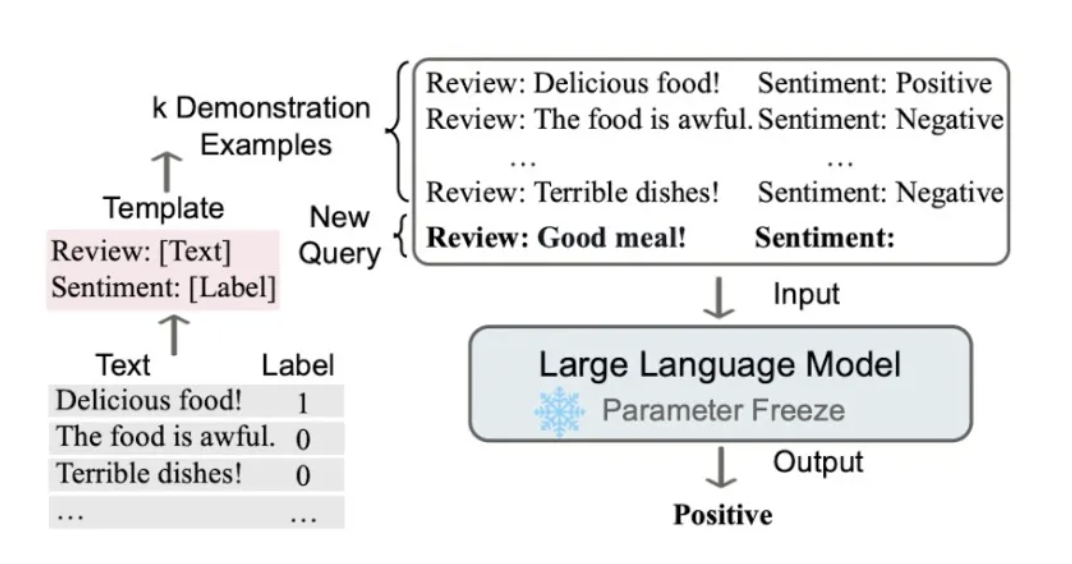 k Demonstration
Examples
Review: Delicious food! Sentiment: Positive
Review: The food is awful. Sentiment: Negative
... ...
Review: Terrible dishes! Sentiment: Negative
New
Query
Review: Good meal! Sentiment:
Template
Review: [Text]
Sentiment: [Label]
Text Label
Delicious food! 1
The food is awful. 0
Terrible dishes! 0
... ...
Input
Large Language Model
Parameter Freeze
Output
Positive